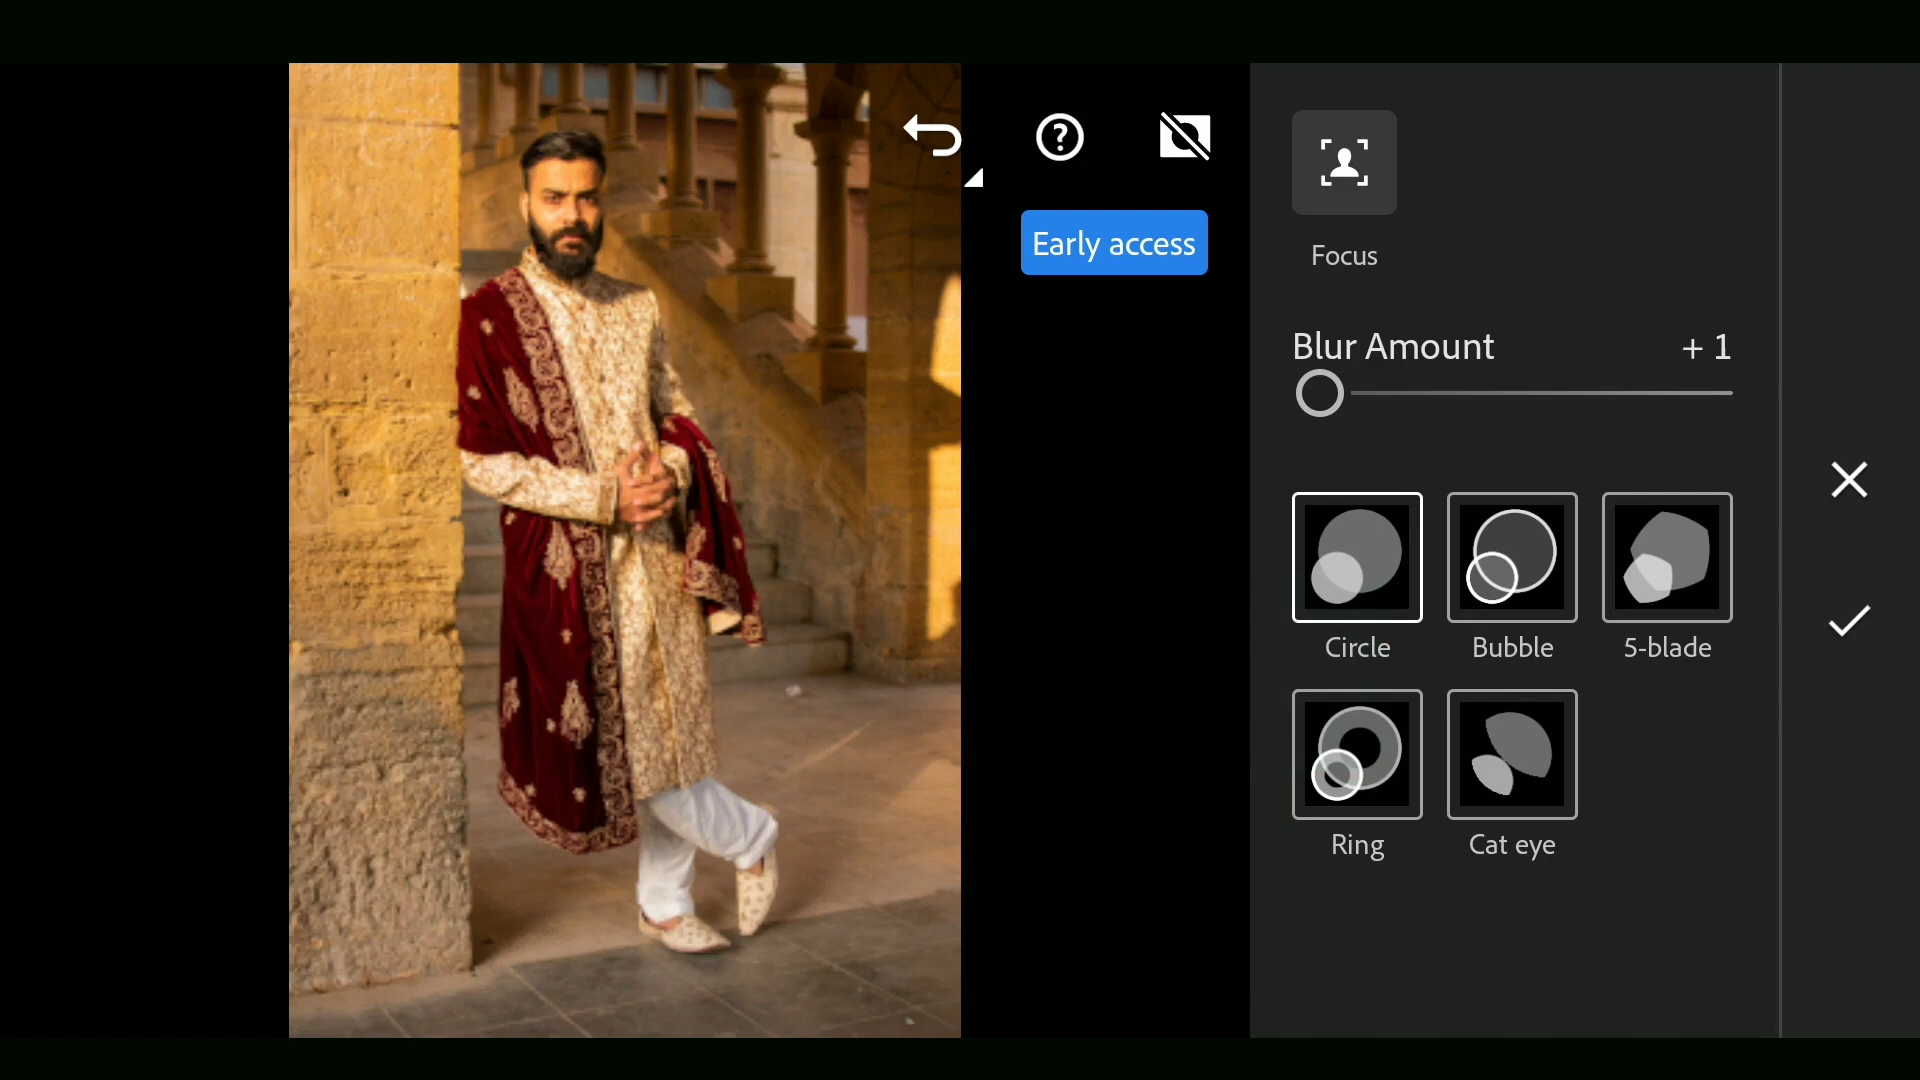 ?
Early access
Focus
Blur Amount + 1
Circle Bubble 5-blade
Ring Cat eye